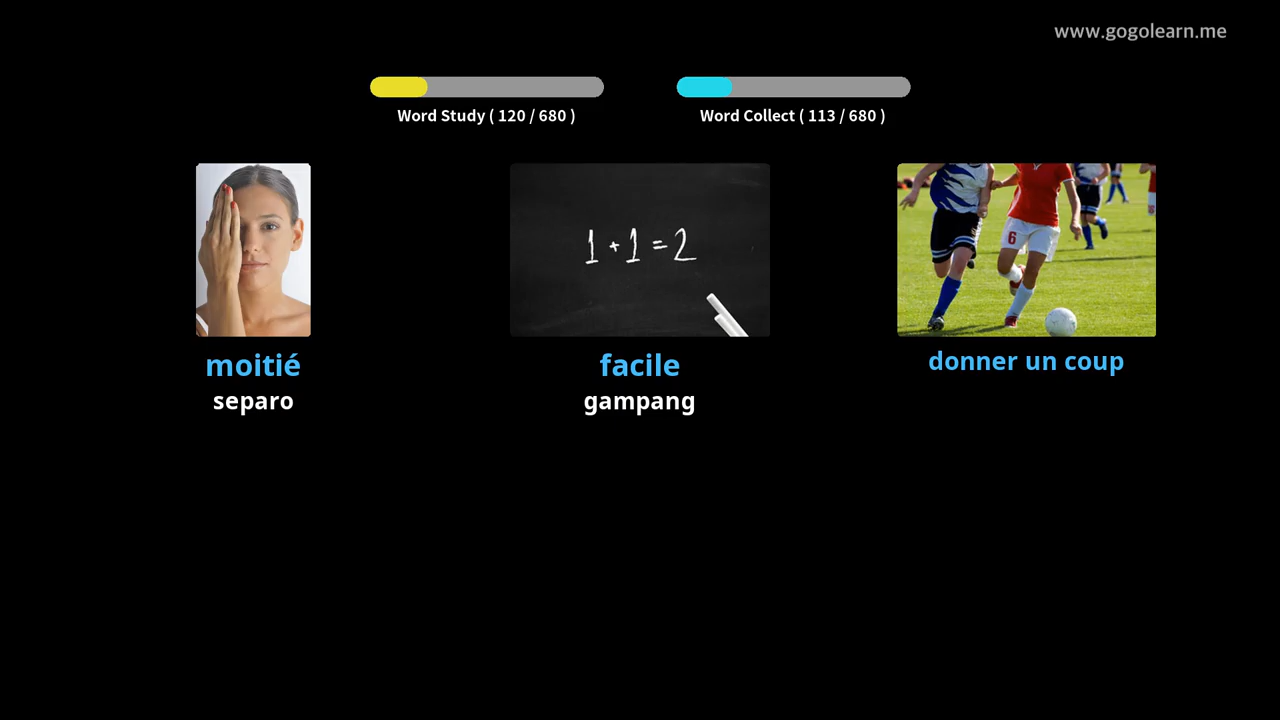 www.gogolearn.me
Word Study ( 120 / 680 )
Word Collect ( 113 / 680 )
1 + 1 = 2
6
moitié
facile
donner un coup
separo
gampang